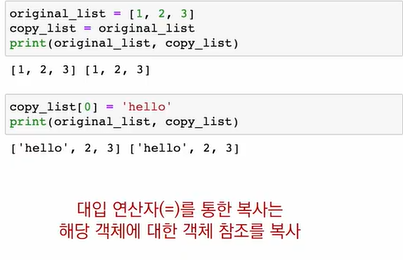 original_list = [1, 2, 3]
copy_list = original_list
print(original_list, copy_list)
[1, 2, 3] [1, 2, 3]
copy_list[0] = 'hello'
print(original_list, copy_list)
['hello', 2, 3] ['hello', 2, 3]
대입 연산자(=)를 통한 복사는
해당 객체에 대한 객체 참조를 복사